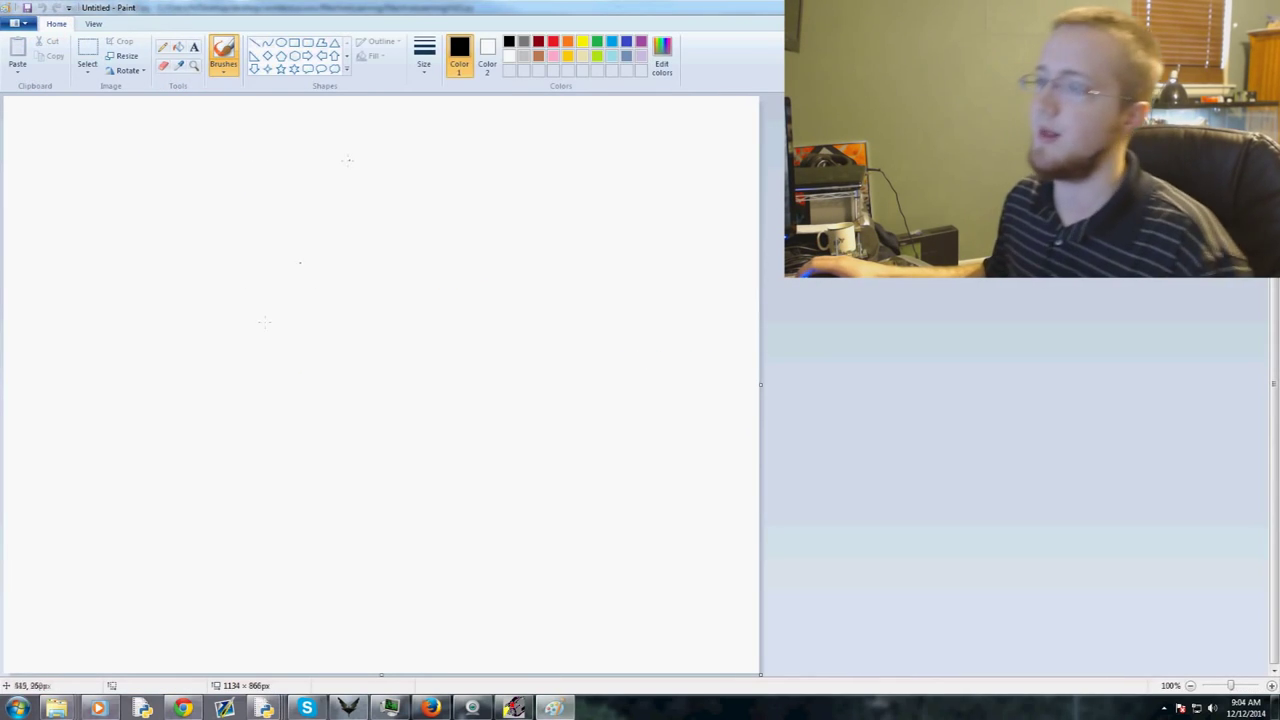 Untitled - Paint
Home
View
Paste
Cut
Copy
Clipboard
Select
Crop
Resize
Rotate
Image
A
Tools
Brushes
Outline
Fill
Shapes
Size
Color 1
Color 2
Edit colors
Colors
1134 × 866px
100%
9:04 AM
12/12/2014